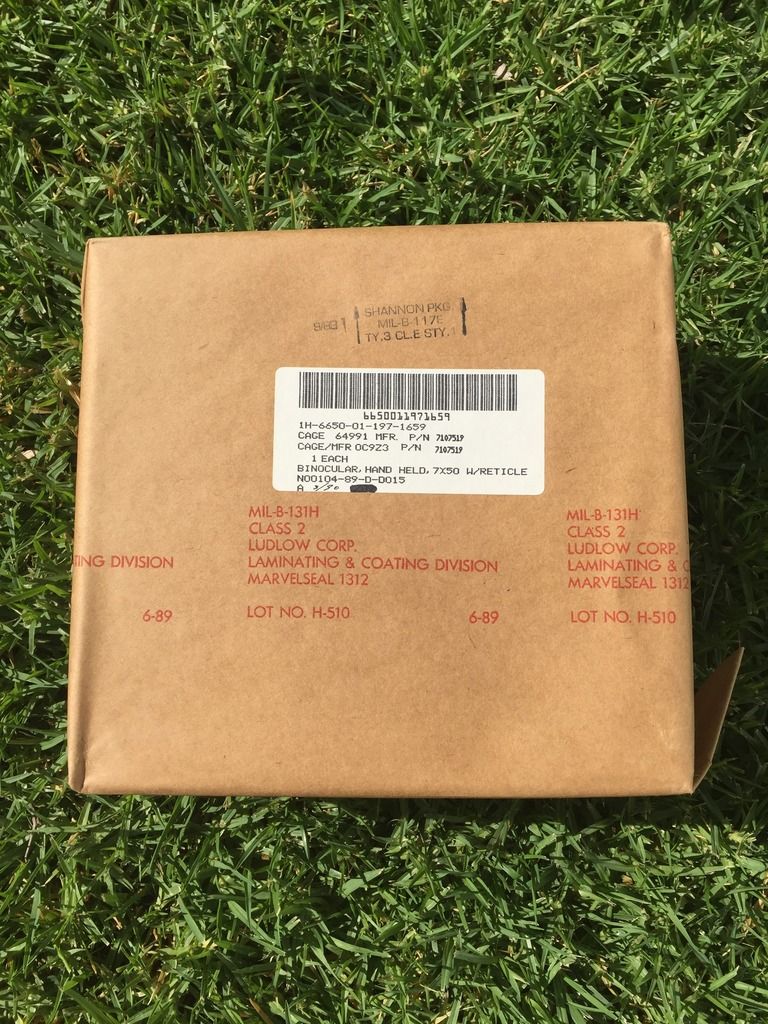 SHANNON PKG.
MIL-B-117E
TY.3 CL.E STY.1
6650011971659
1H-6650-01-197-1659
CAGE 64991 MFR. P/N 7107519
CAGE/MFR 0C9Z3 P/N 7107519
1 EACH
BINOCULAR, HAND HELD, 7X50 W/RETICLE
N00104-89-D-D015
A 3/90
MIL-B-131H
CLASS 2
LUDLOW CORP.
LAMINATING & COATING DIVISION
MARVELSEAL 1312
LOT NO. H-510
TING DIVISION
6-89
6-89
MIL-B-131H
CLASS 2
LUDLOW CORP.
LAMINATING & C
MARVELSEAL 1312
LOT NO. H-510